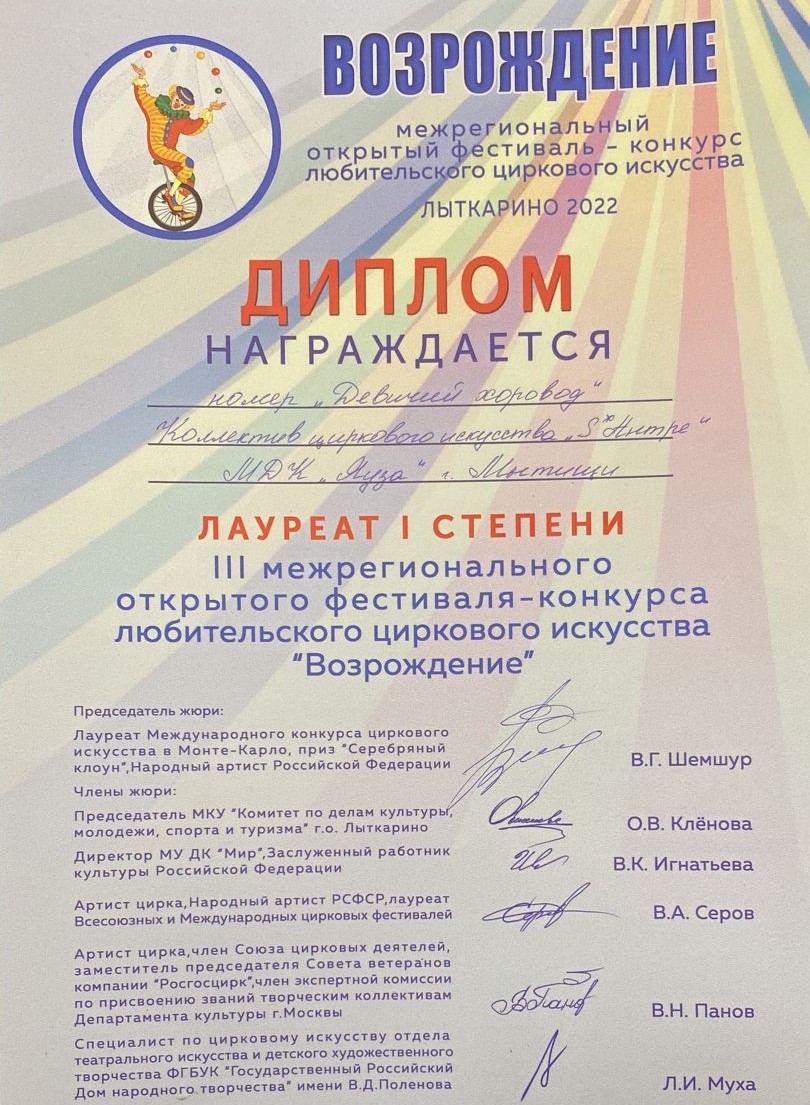 ВОЗРОЖДЕНИЕ
межрегиональный
открытый фестиваль - конкурс
любительского циркового искусства
ЛЫТКАРИНО 2022
ДИПЛОМ
НАГРАЖДАЕТСЯ
номер „Девичий хоровод“
Коллектив циркового искусства „Антре“
МДК „Яуза“ г. Мытищи
ЛАУРЕАТ I СТЕПЕНИ
III межрегионального
открытого фестиваля-конкурса
любительского циркового искусства
“Возрождение”
Председатель жюри:
Лауреат Международного конкурса циркового
искусства в Монте-Карло, приз “Серебряный
клоун”,Народный артист Российской Федерации
В.Г. Шемшур
Члены жюри:
Председатель МКУ “Комитет по делам культуры,
молодежи, спорта и туризма” г.о. Лыткарино
О.В. Клёнова
Директор МУ ДК “Мир”,Заслуженный работник
культуры Российской Федерации
В.К. Игнатьева
Артист цирка,Народный артист РСФСР,лауреат
Всесоюзных и Международных цирковых фестивалей
В.А. Серов
Артист цирка,член Союза цирковых деятелей,
заместитель председателя Совета ветеранов
компании “Росгосцирк”,член экспертной комиссии
по присвоению званий творческим коллективам
Департамента культуры г.Москвы
В.Н. Панов
Специалист по цирковому искусству отдела
театрального искусства и детского художественного
творчества ФГБУК “Государственный Российский
Дом народного творчества” имени В.Д.Поленова
Л.И. Муха